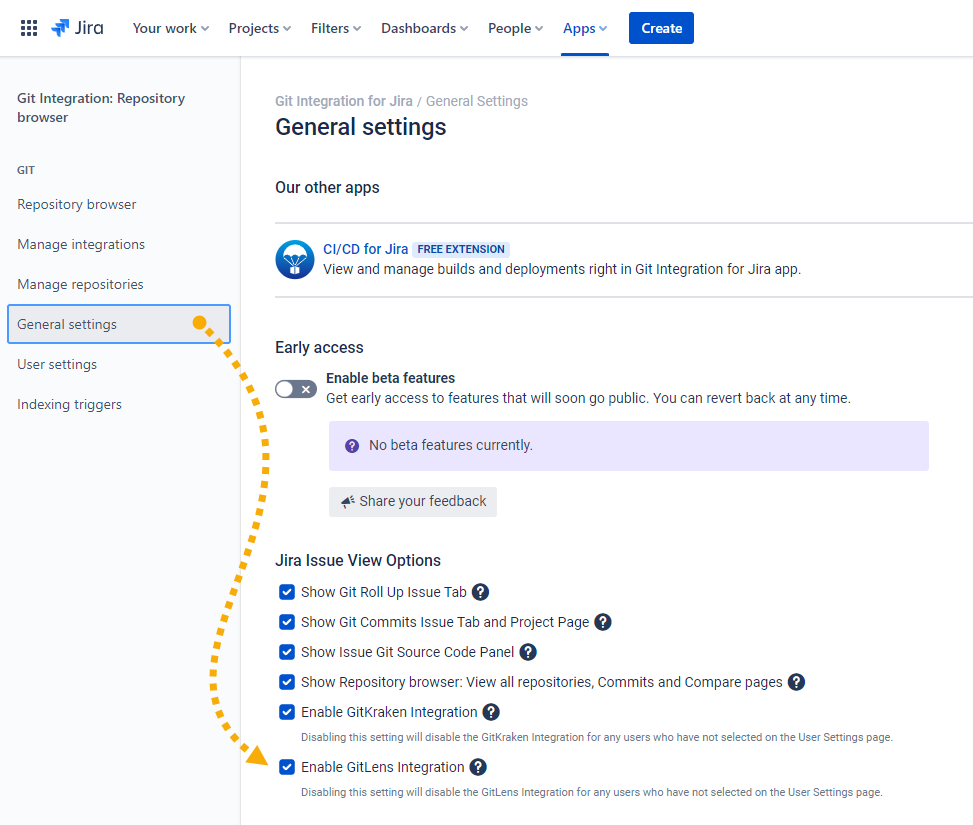 Jira Your work Projects Filters Dashboards People Apps Create
Git Integration: Repository
browser
GIT
Repository browser
Manage integrations
Manage repositories
General settings
User settings
Indexing triggers
Git Integration for Jira / General Settings
General settings
Our other apps
CI/CD for Jira FREE EXTENSION
View and manage builds and deployments right in Git Integration for Jira app.
Early access
Enable beta features
Get early access to features that will soon go public. You can revert back at any time.
? No beta features currently.
Share your feedback
Jira Issue View Options
Show Git Roll Up Issue Tab ?
Show Git Commits Issue Tab and Project Page ?
Show Issue Git Source Code Panel ?
Show Repository browser: View all repositories, Commits and Compare pages ?
Enable GitKraken Integration ?
Disabling this setting will disable the GitKraken Integration for any users who have not selected on the User Settings page.
Enable GitLens Integration ?
Disabling this setting will disable the GitLens Integration for any users who have not selected on the User Settings page.